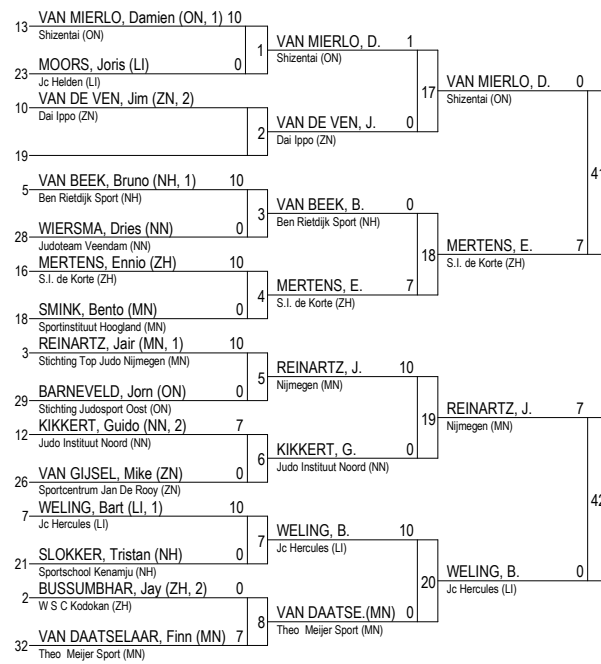 13 VAN MIERLO, Damien (ON, 1) 10
Shizentai (ON)
1
VAN MIERLO, D. 1
Shizentai (ON)
23 MOORS, Joris (LI) 0
Jc Helden (LI)
17
VAN MIERLO, D. 0
Shizentai (ON)
10 VAN DE VEN, Jim (ZN, 2)
Dai Ippo (ZN)
2
VAN DE VEN, J. 0
Dai Ippo (ZN)
19
41
5 VAN BEEK, Bruno (NH, 1) 10
Ben Rietdijk Sport (NH)
3
VAN BEEK, B. 0
Ben Rietdijk Sport (NH)
28 WIERSMA, Dries (NN) 0
Judoteam Veendam (NN)
18
MERTENS, E. 7
S.I. de Korte (ZH)
16 MERTENS, Ennio (ZH) 10
S.I. de Korte (ZH)
4
MERTENS, E. 7
S.I. de Korte (ZH)
18 SMINK, Bento (MN) 0
Sportinstituut Hoogland (MN)
3 REINARTZ, Jair (MN, 1) 10
Stichting Top Judo Nijmegen (MN)
5
REINARTZ, J. 10
Nijmegen (MN)
29 BARNEVELD, Jorn (ON) 0
Stichting Judosport Oost (ON)
19
REINARTZ, J. 7
Nijmegen (MN)
12 KIKKERT, Guido (NN, 2) 7
Judo Instituut Noord (NN)
6
KIKKERT, G. 0
Judo Instituut Noord (NN)
26 VAN GIJSEL, Mike (ZN) 0
Sportcentrum Jan De Rooy (ZN)
42
7 WELING, Bart (LI, 1) 10
Jc Hercules (LI)
7
WELING, B. 10
Jc Hercules (LI)
21 SLOKKER, Tristan (NH) 0
Sportschool Kenamju (NH)
20
WELING, B. 0
Jc Hercules (LI)
2 BUSSUMBHAR, Jay (ZH, 2) 0
W S C Kodokan (ZH)
8
VAN DAATSE.(MN) 0
Theo Meijer Sport (MN)
32 VAN DAATSELAAR, Finn (MN) 7
Theo Meijer Sport (MN)